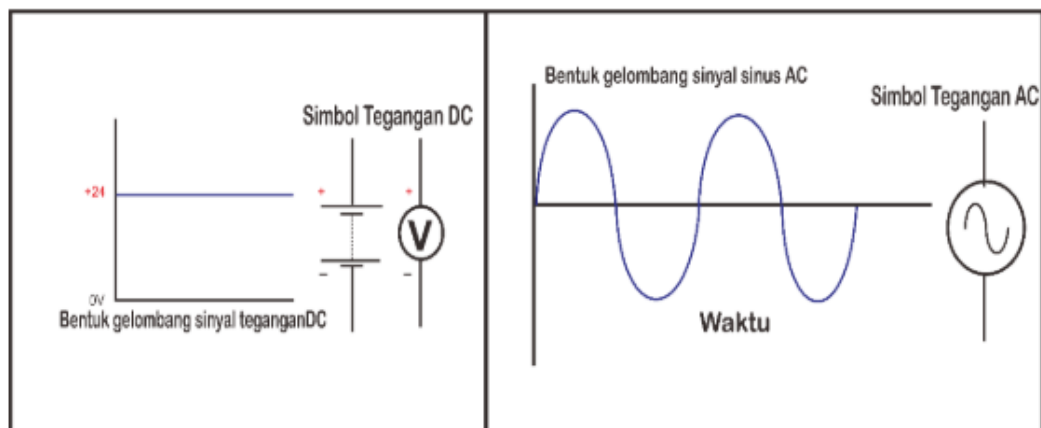 Simbol Tegangan DC
+24
+
+
V
–
–
0V
Bentuk gelombang sinyal teganganDC
Bentuk gelombang sinyal sinus AC
Simbol Tegangan AC
Waktu